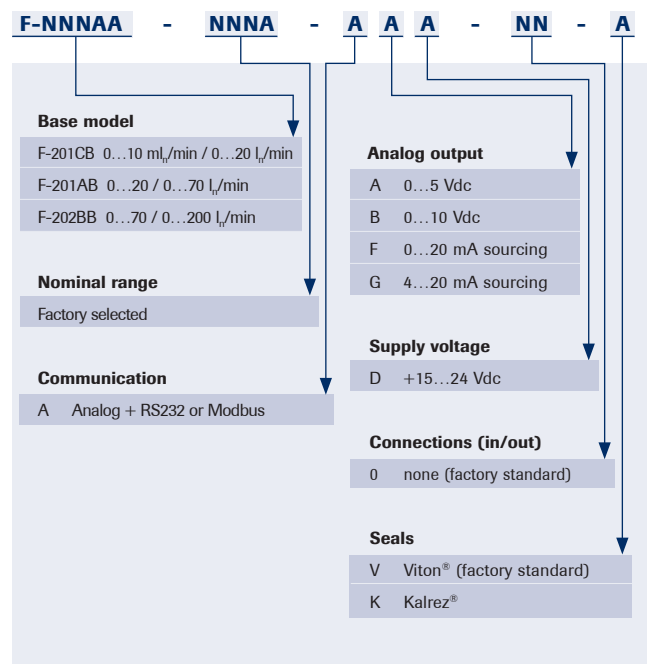 F-NNNAA - NNNA - A A A - NN - A
Base model
F-201CB 0…10 mlₙ/min / 0…20 lₙ/min
F-201AB 0…20 / 0…70 lₙ/min
F-202BB 0…70 / 0…200 lₙ/min
Nominal range
Factory selected
Communication
A Analog + RS232 or Modbus
Analog output
A 0…5 Vdc
B 0…10 Vdc
F 0…20 mA sourcing
G 4…20 mA sourcing
Supply voltage
D +15…24 Vdc
Connections (in/out)
0 none (factory standard)
Seals
V Viton® (factory standard)
K Kalrez®